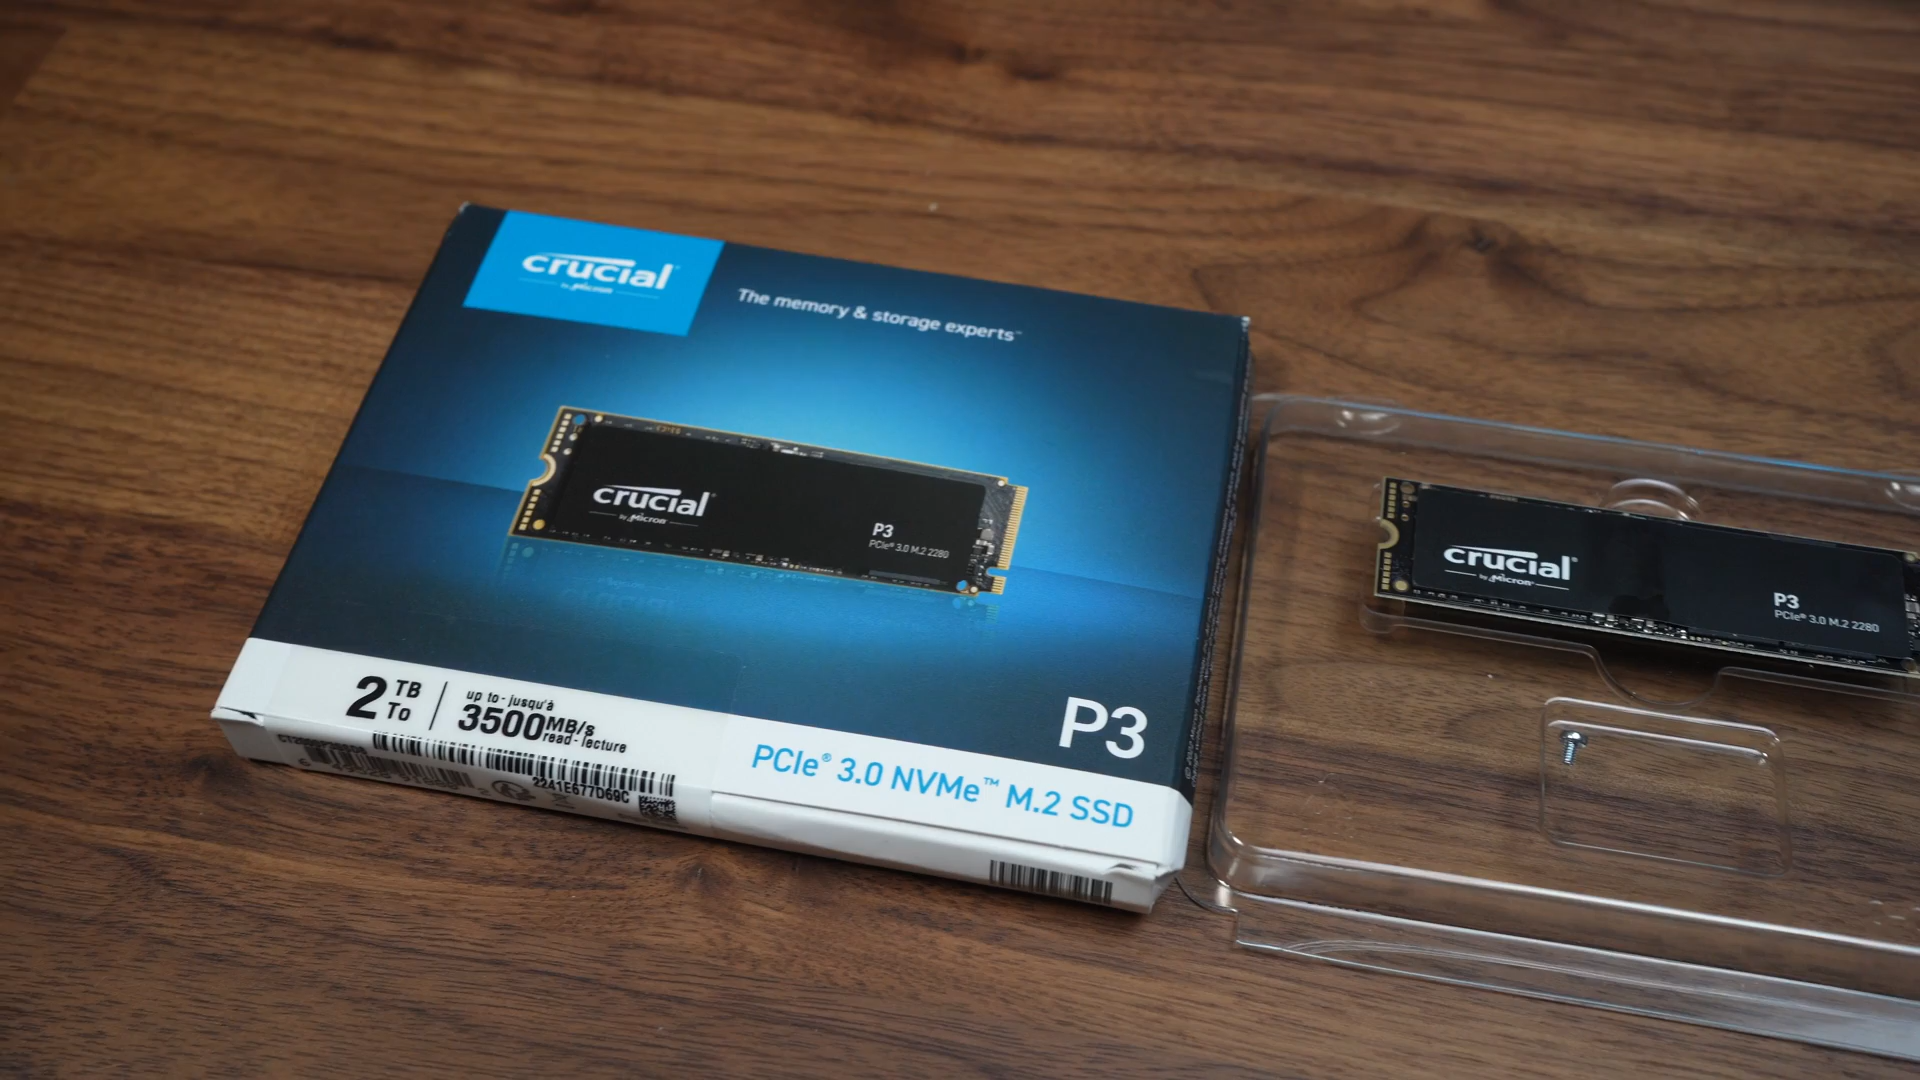 crucial®
by Micron
The memory & storage experts™
crucial®
by Micron
P3
PCIe® 3.0 M.2 2280
P3
2 TB
To
up to - jusqu'à
3500MB/s
read - lecture
PCIe® 3.0 NVMe™ M.2 SSD
2241E677D69C
crucial®
by Micron®
P3
PCIe® 3.0 M.2 2280